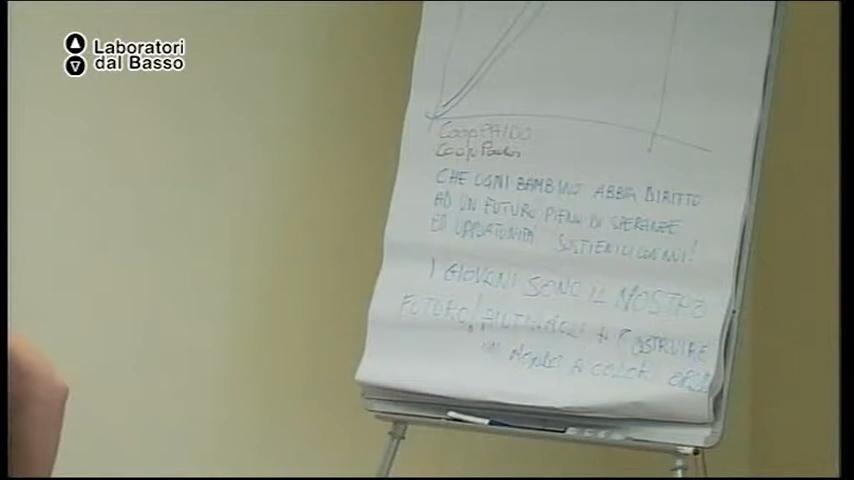 Laboratori
dal Basso
CoopPAIDO
Coop Paido
CHE OGNI BAMBINO ABBIA DIRITTO
AD UN FUTURO PIENO DI SPERANZE
ED OPPORTUNITÀ SOSTIENILI CON NOI!
I GIOVANI SONO IL NOSTRO
FUTURO! AIUTIAMOLI A COSTRUIRE
UN MONDO A COLORI